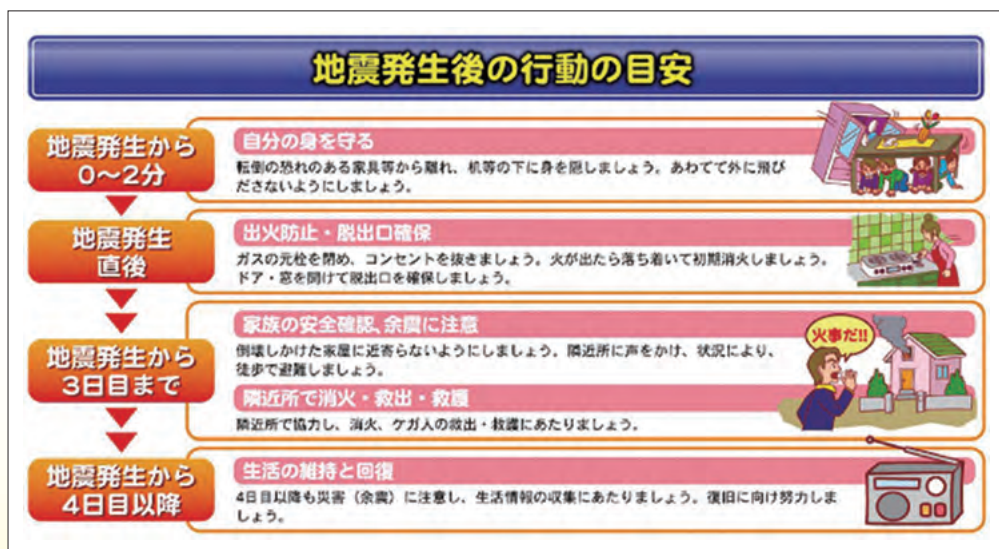 地震発生後の行動の目安
地震発生から
0～2分
自分の身を守る
転倒の恐れのある家具等から離れ、机等の下に身を隠しましょう。あわてて外に飛び
ださないようにしましょう。
地震発生
直後
出火防止・脱出口確保
ガスの元栓を閉め、コンセントを抜きましょう。火が出たら落ち着いて初期消火しましょう。
ドア・窓を開けて脱出口を確保しましょう。
地震発生から
3日目まで
家族の安全確認、余震に注意
倒壊しかけた家屋に近寄らないようにしましょう。隣近所に声をかけ、状況により、
徒歩で避難しましょう。
火事だ!!
隣近所で消火・救出・救護
隣近所で協力し、消火、ケガ人の救出・救護にあたりましょう。
地震発生から
4日目以降
生活の維持と回復
4日目以降も災害（余震）に注意し、生活情報の収集にあたりましょう。復旧に向け努力しま
しょう。